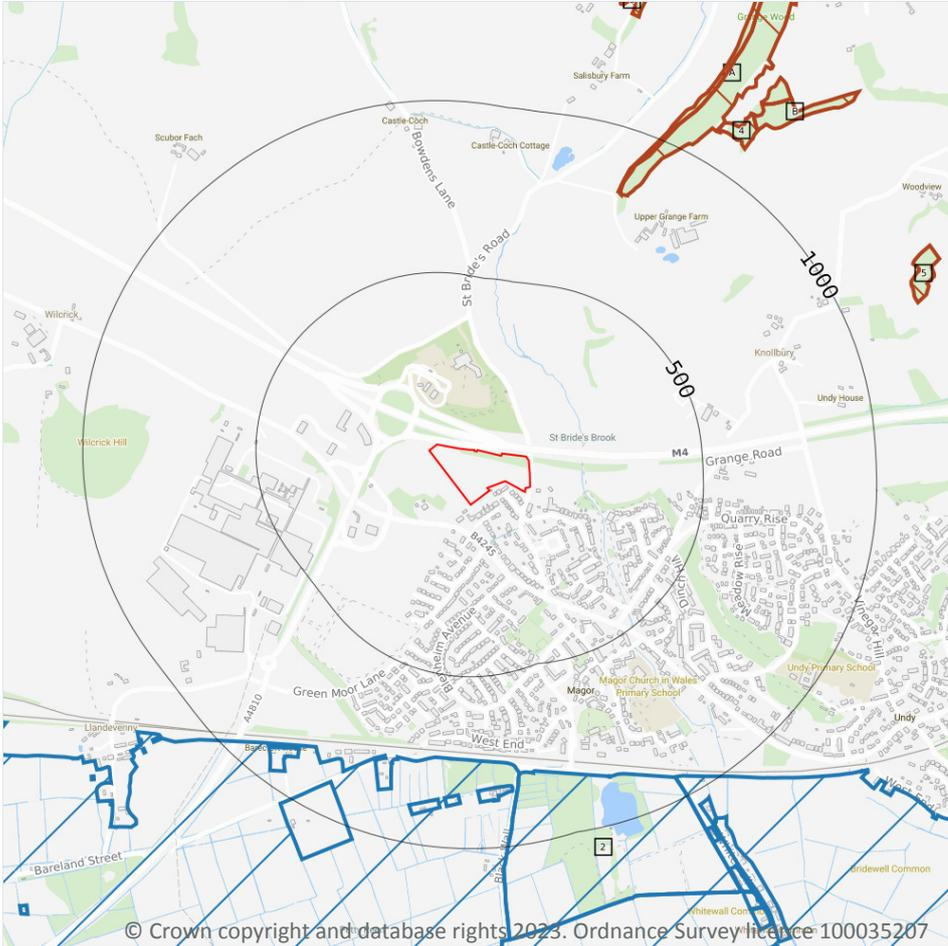 Grange Wood
A
Salisbury Farm
B
4
Castle-Coch
Scubor Fach
Castle-Coch Cottage
Bowdens Lane
Woodview
Upper Grange Farm
St Bride's Road
5
1000
Wilcrick
Knollbury
500
Undy House
Wilcrick Hill
St Bride's Brook
M4
Grange Road
Quarry Rise
B4245
Dunch Hill
Meadow Rise
Vinegar Hill
Blenheim Avenue
Undy Primary School
Green Moor Lane
Magor Church in Wales
Primary School
Magor
A4810
Undy
Llandevenny
West End
West End
2
Bareland Street
Bridewell Common
Whitewall Common
© Crown copyright and database rights 2023. Ordnance Survey licence 100035207